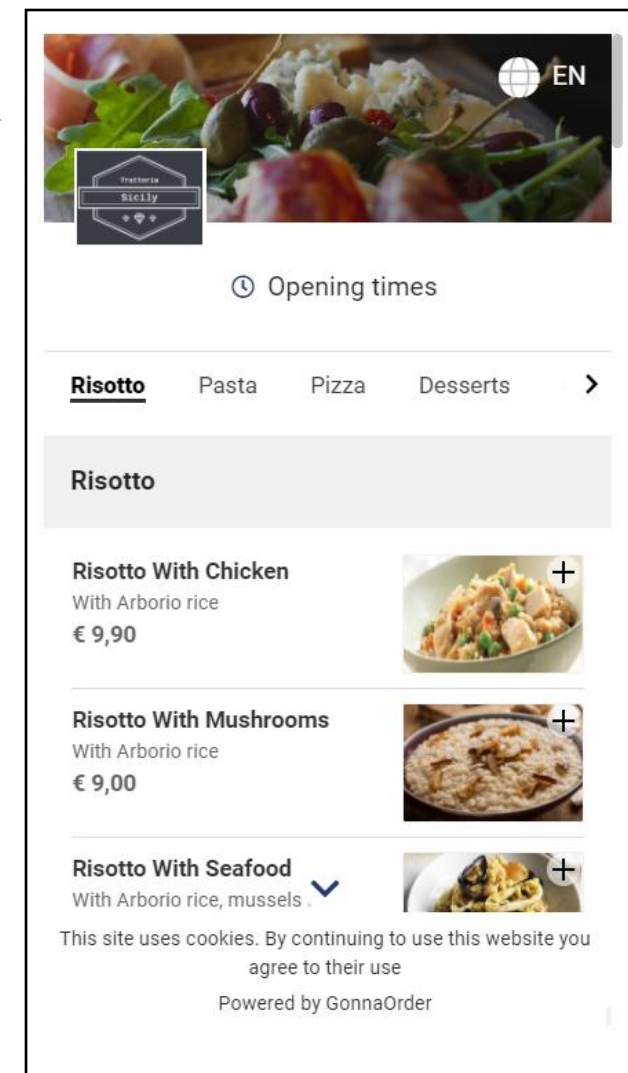 EN
Trattoria
Sicily
Opening times
Risotto Pasta Pizza Desserts
Risotto
Risotto With Chicken
With Arborio rice
€ 9,90
Risotto With Mushrooms
With Arborio rice
€ 9,00
Risotto With Seafood
With Arborio rice, mussels
This site uses cookies. By continuing to use this website you
agree to their use
Powered by GonnaOrder